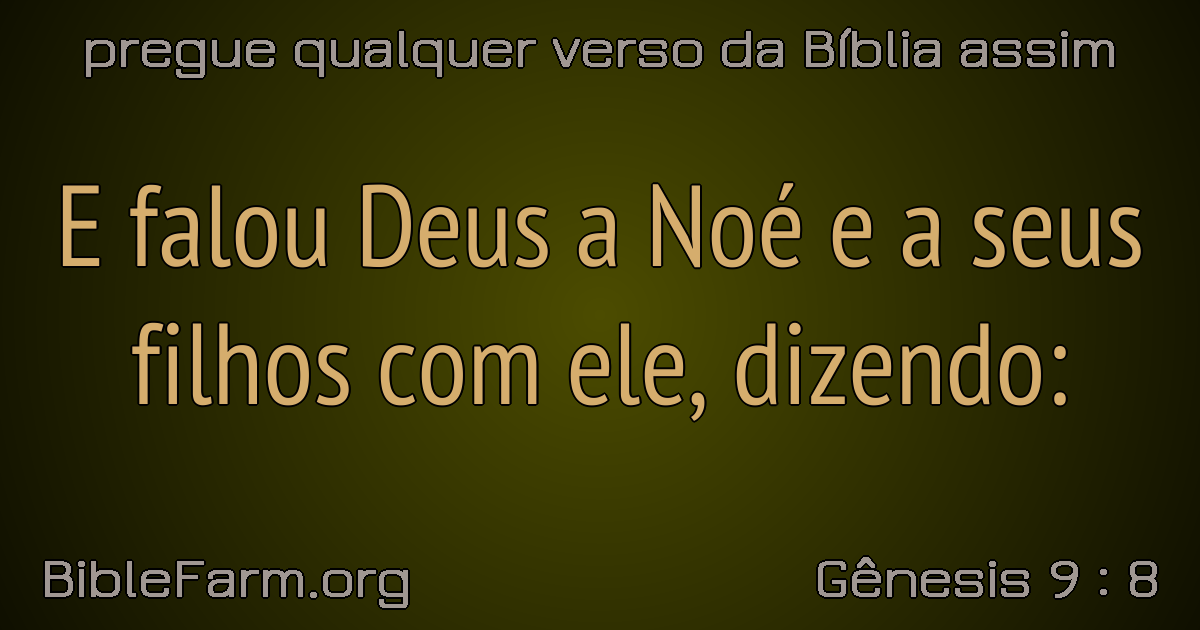 pregue qualquer verso da Bíblia assim
E falou Deus a Noé e a seus
filhos com ele, dizendo:
BibleFarm.org
Gênesis 9 : 8